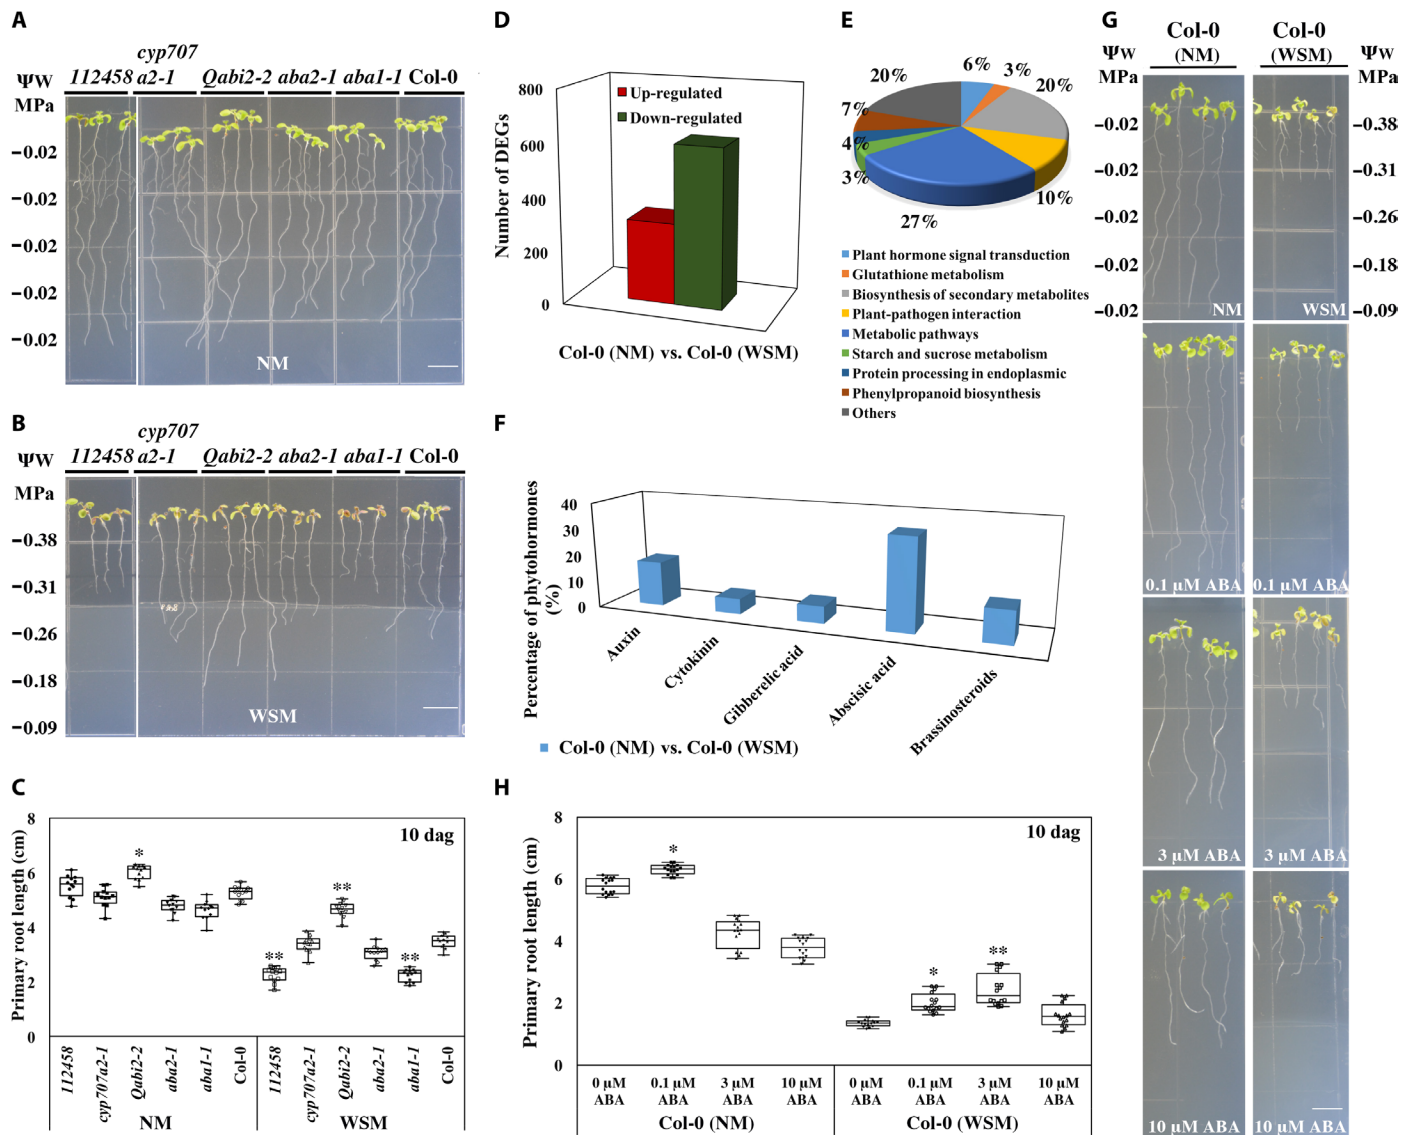 A
cyp707
ΨW 112458 a2-1 Qabi2-2 aba2-1 aba1-1 Col-0
MPa
−0.02
−0.02
−0.02
−0.02
−0.02
NM
B
cyp707
ΨW 112458 a2-1 Qabi2-2 aba2-1 aba1-1 Col-0
MPa
−0.38
−0.31
−0.26
−0.18
−0.09
WSM
C
Primary root length (cm)
8
6
4
2
0
10 dag
*
**
**
**
112458
cyp707a2-1
Qabi2-2
aba2-1
aba1-1
Col-0
112458
cyp707a2-1
Qabi2-2
aba2-1
aba1-1
Col-0
NM WSM
D
Number of DEGs
800
600
400
200
0
Up-regulated
Down-regulated
Col-0 (NM) vs. Col-0 (WSM)
E
6%
3%
20%
10%
27%
3%
4%
7%
20%
Plant hormone signal transduction
Glutathione metabolism
Biosynthesis of secondary metabolites
Plant-pathogen interaction
Metabolic pathways
Starch and sucrose metabolism
Protein processing in endoplasmic
Phenylpropanoid biosynthesis
Others
F
Percentage of phytohormones
(%)
40
30
20
10
0
Auxin
Cytokinin
Gibberelic acid
Abscisic acid
Brassinosteroids
Col-0 (NM) vs. Col-0 (WSM)
G
Col-0
(NM)
Col-0
(WSM)
ΨW
MPa
−0.02
−0.02
−0.02
−0.02
−0.02
ΨW
MPa
−0.38
−0.31
−0.26
−0.18
−0.09
NM WSM
0.1 µM ABA 0.1 µM ABA
3 µM ABA 3 µM ABA
10 µM ABA 10 µM ABA
H
Primary root length (cm)
8
6
4
2
0
10 dag
*
*
**
0 µM
ABA
0.1 µM
ABA
3 µM
ABA
10 µM
ABA
0 µM
ABA
0.1 µM
ABA
3 µM
ABA
10 µM
ABA
Col-0 (NM) Col-0 (WSM)